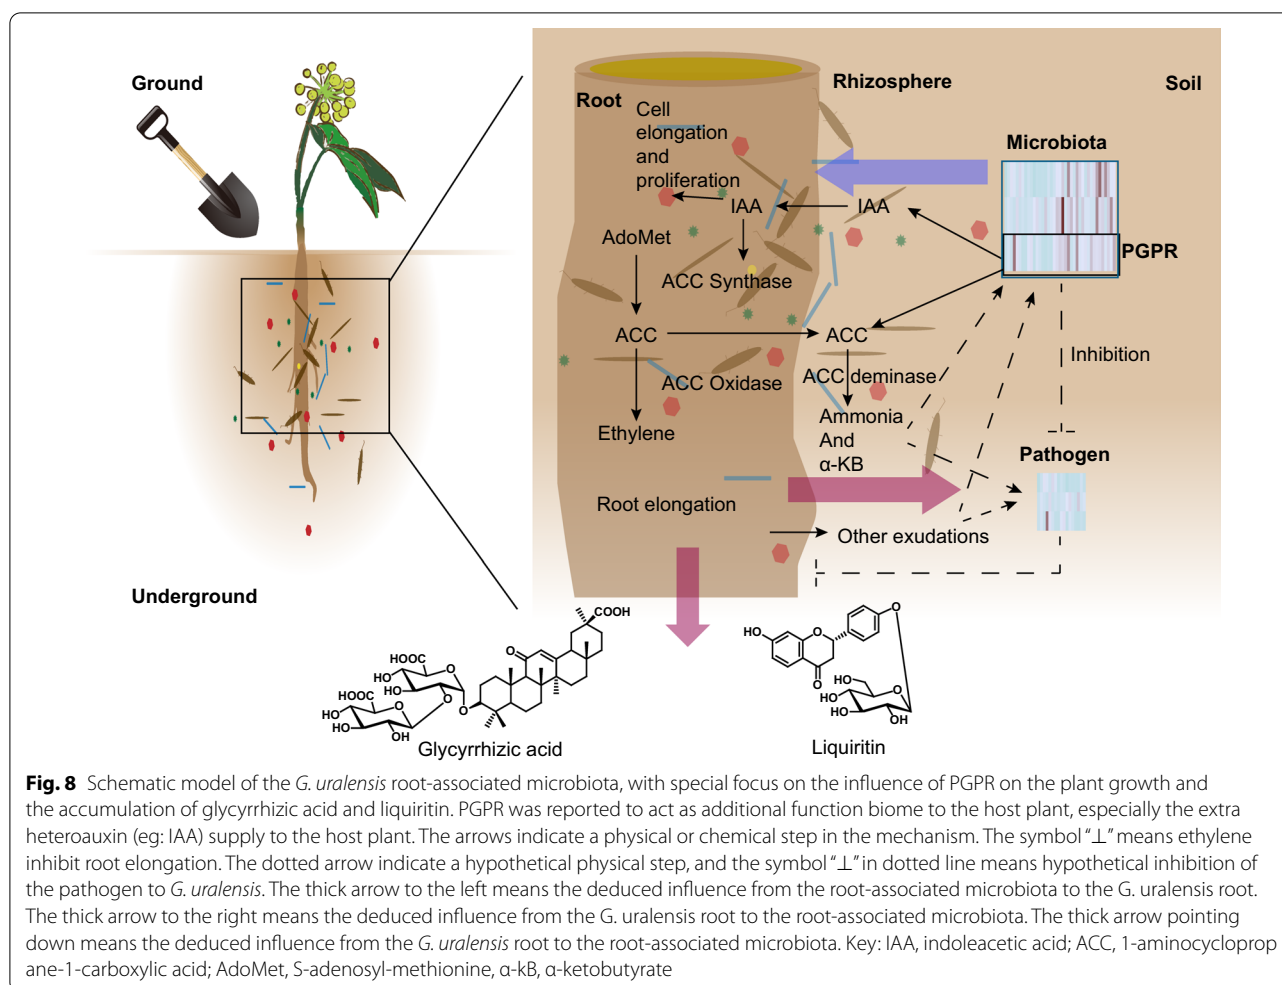 Ground
Underground
Root
Rhizosphere
Soil
Cell
elongation
and
proliferation
IAA
IAA
Microbiota
PGPR
AdoMet
ACC Synthase
ACC
ACC
Inhibition
ACC Oxidase
ACC deminase
Ethylene
Ammonia
And
α-KB
Pathogen
Root elongation
Other exudations
COOH
O
HOOC
O
HO
HO
O
HOOC
O
HO
HO
OH
O
O
Glycyrrhizic acid
HO
O
O
O
HO
HO
HO
O
OH
Liquiritin
Fig. 8 Schematic model of the G. uralensis root-associated microbiota, with special focus on the influence of PGPR on the plant growth and
the accumulation of glycyrrhizic acid and liquiritin. PGPR was reported to act as additional function biome to the host plant, especially the extra
heteroauxin (eg: IAA) supply to the host plant. The arrows indicate a physical or chemical step in the mechanism. The symbol “⊥” means ethylene
inhibit root elongation. The dotted arrow indicate a hypothetical physical step, and the symbol “⊥” in dotted line means hypothetical inhibition of
the pathogen to G. uralensis. The thick arrow to the left means the deduced influence from the root-associated microbiota to the G. uralensis root.
The thick arrow to the right means the deduced influence from the G. uralensis root to the root-associated microbiota. The thick arrow pointing
down means the deduced influence from the G. uralensis root to the root-associated microbiota. Key: IAA, indoleacetic acid; ACC, 1-aminocycloprop
ane-1-carboxylic acid; AdoMet, S-adenosyl-methionine, α-kB, α-ketobutyrate